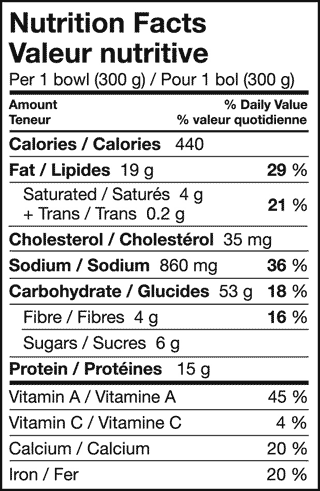 Nutrition Facts
Valeur nutritive
Per 1 bowl (300 g) / Pour 1 bol (300 g)
Amount % Daily Value
Teneur % valeur quotidienne
Calories / Calories 440
Fat / Lipides 19 g 29 %
Saturated / Saturés 4 g
+ Trans / Trans 0.2 g 21 %
Cholesterol / Cholestérol 35 mg
Sodium / Sodium 860 mg 36 %
Carbohydrate / Glucides 53 g 18 %
Fibre / Fibres 4 g 16 %
Sugars / Sucres 6 g
Protein / Protéines 15 g
Vitamin A / Vitamine A 45 %
Vitamin C / Vitamine C 4 %
Calcium / Calcium 20 %
Iron / Fer 20 %